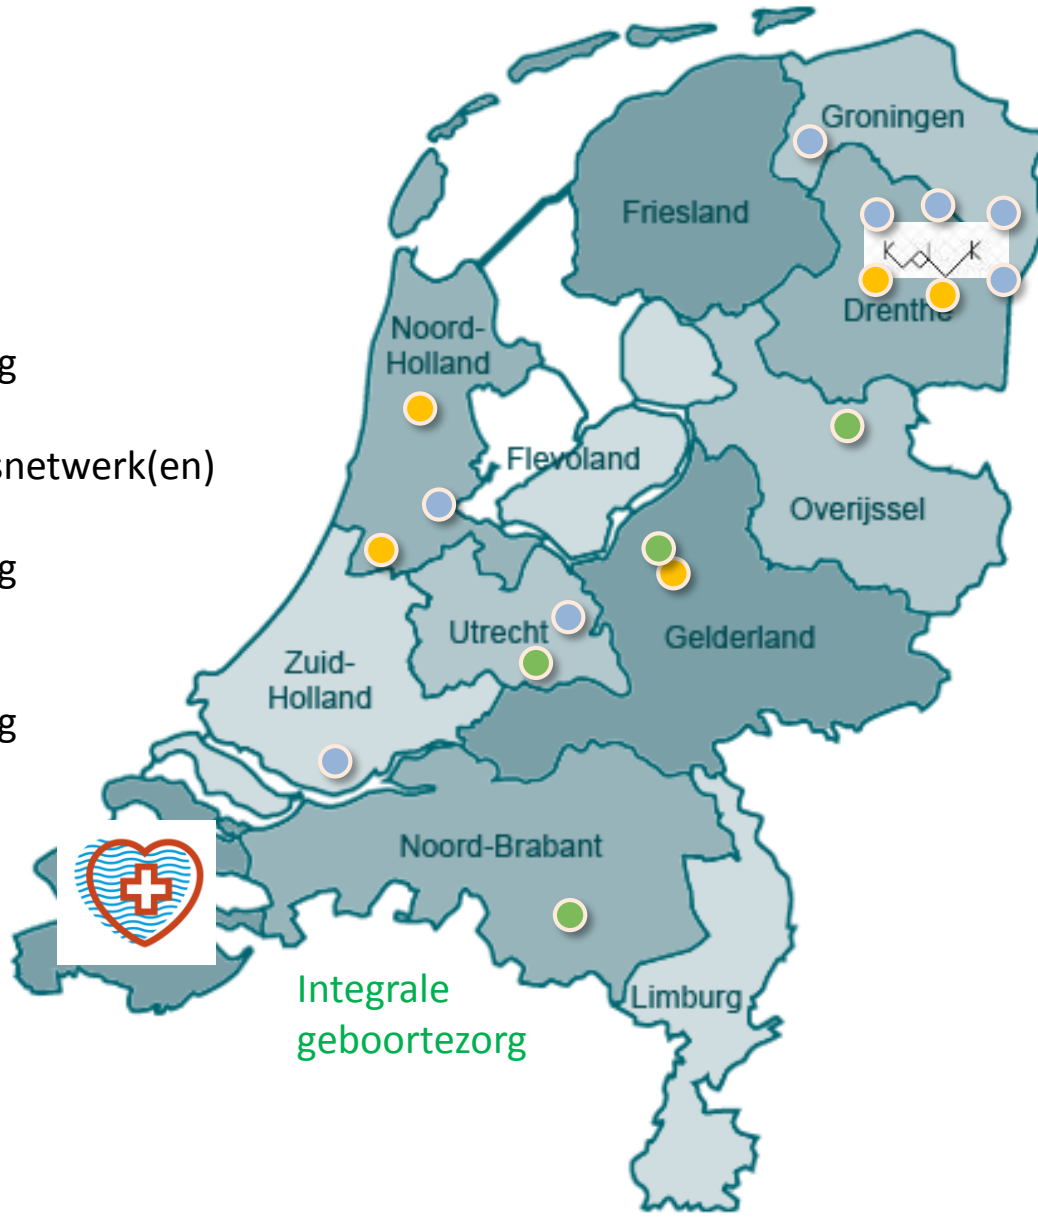 Groningen
Friesland
Drenthe
Noord-
Holland
g
Flevoland
snetwerk(en)
Overijssel
g
Utrecht
Gelderland
Zuid-
Holland
g
Noord-Brabant
Integrale
geboortezorg
Limburg